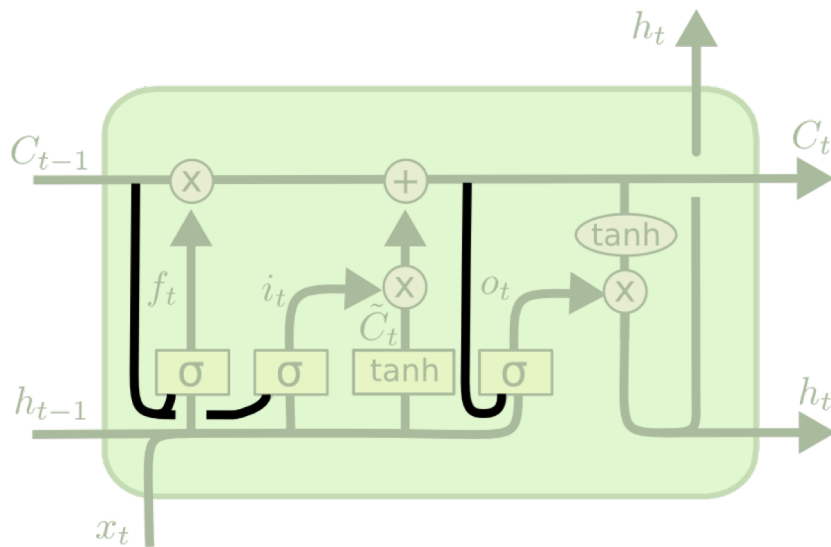 h_t
C_{t-1} x + C_t
tanh
f_t i_t x o_t x
C̃_t
σ σ tanh σ
h_{t-1} h_t
x_t